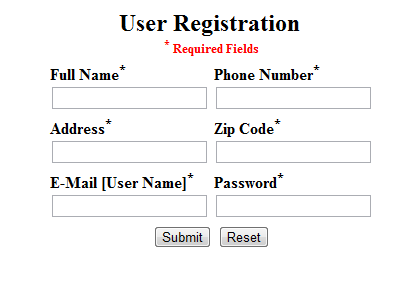 User Registration
* Required Fields
Full Name* Phone Number*
Address* Zip Code*
E-Mail [User Name]* Password*
Submit Reset